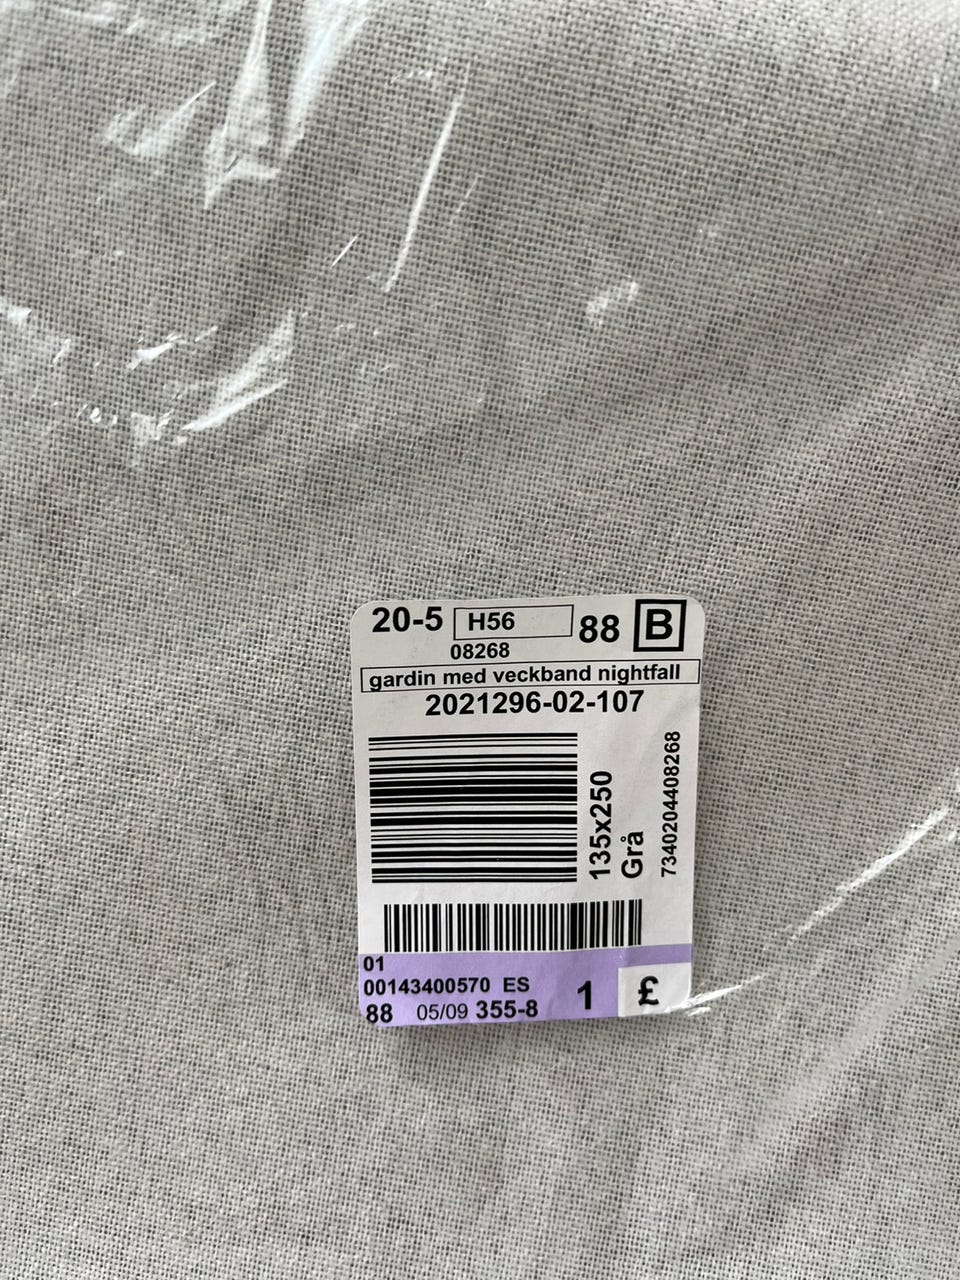 20-5 H56 88 B
08268
gardin med veckband nightfall
2021296-02-107
135x250
Grå
7340204408268
01
00143400570 ES
88 05/09 355-8 1 £